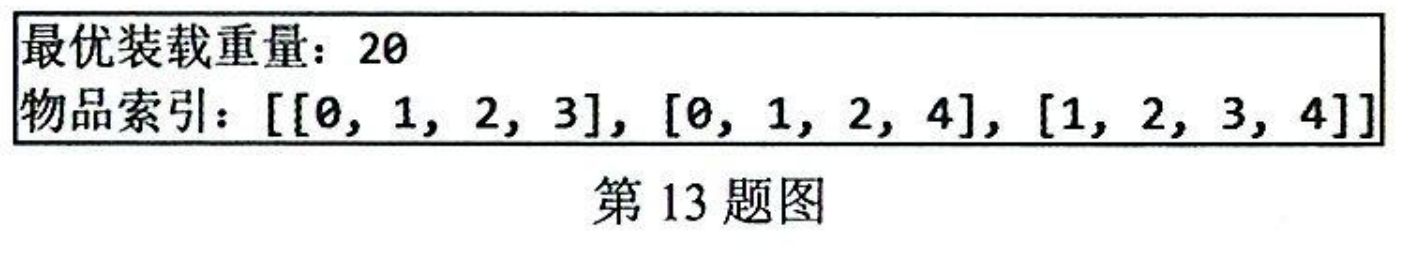 最优装载重量：20
物品索引：[[0, 1, 2, 3], [0, 1, 2, 4], [1, 2, 3, 4]]
第 13 题图